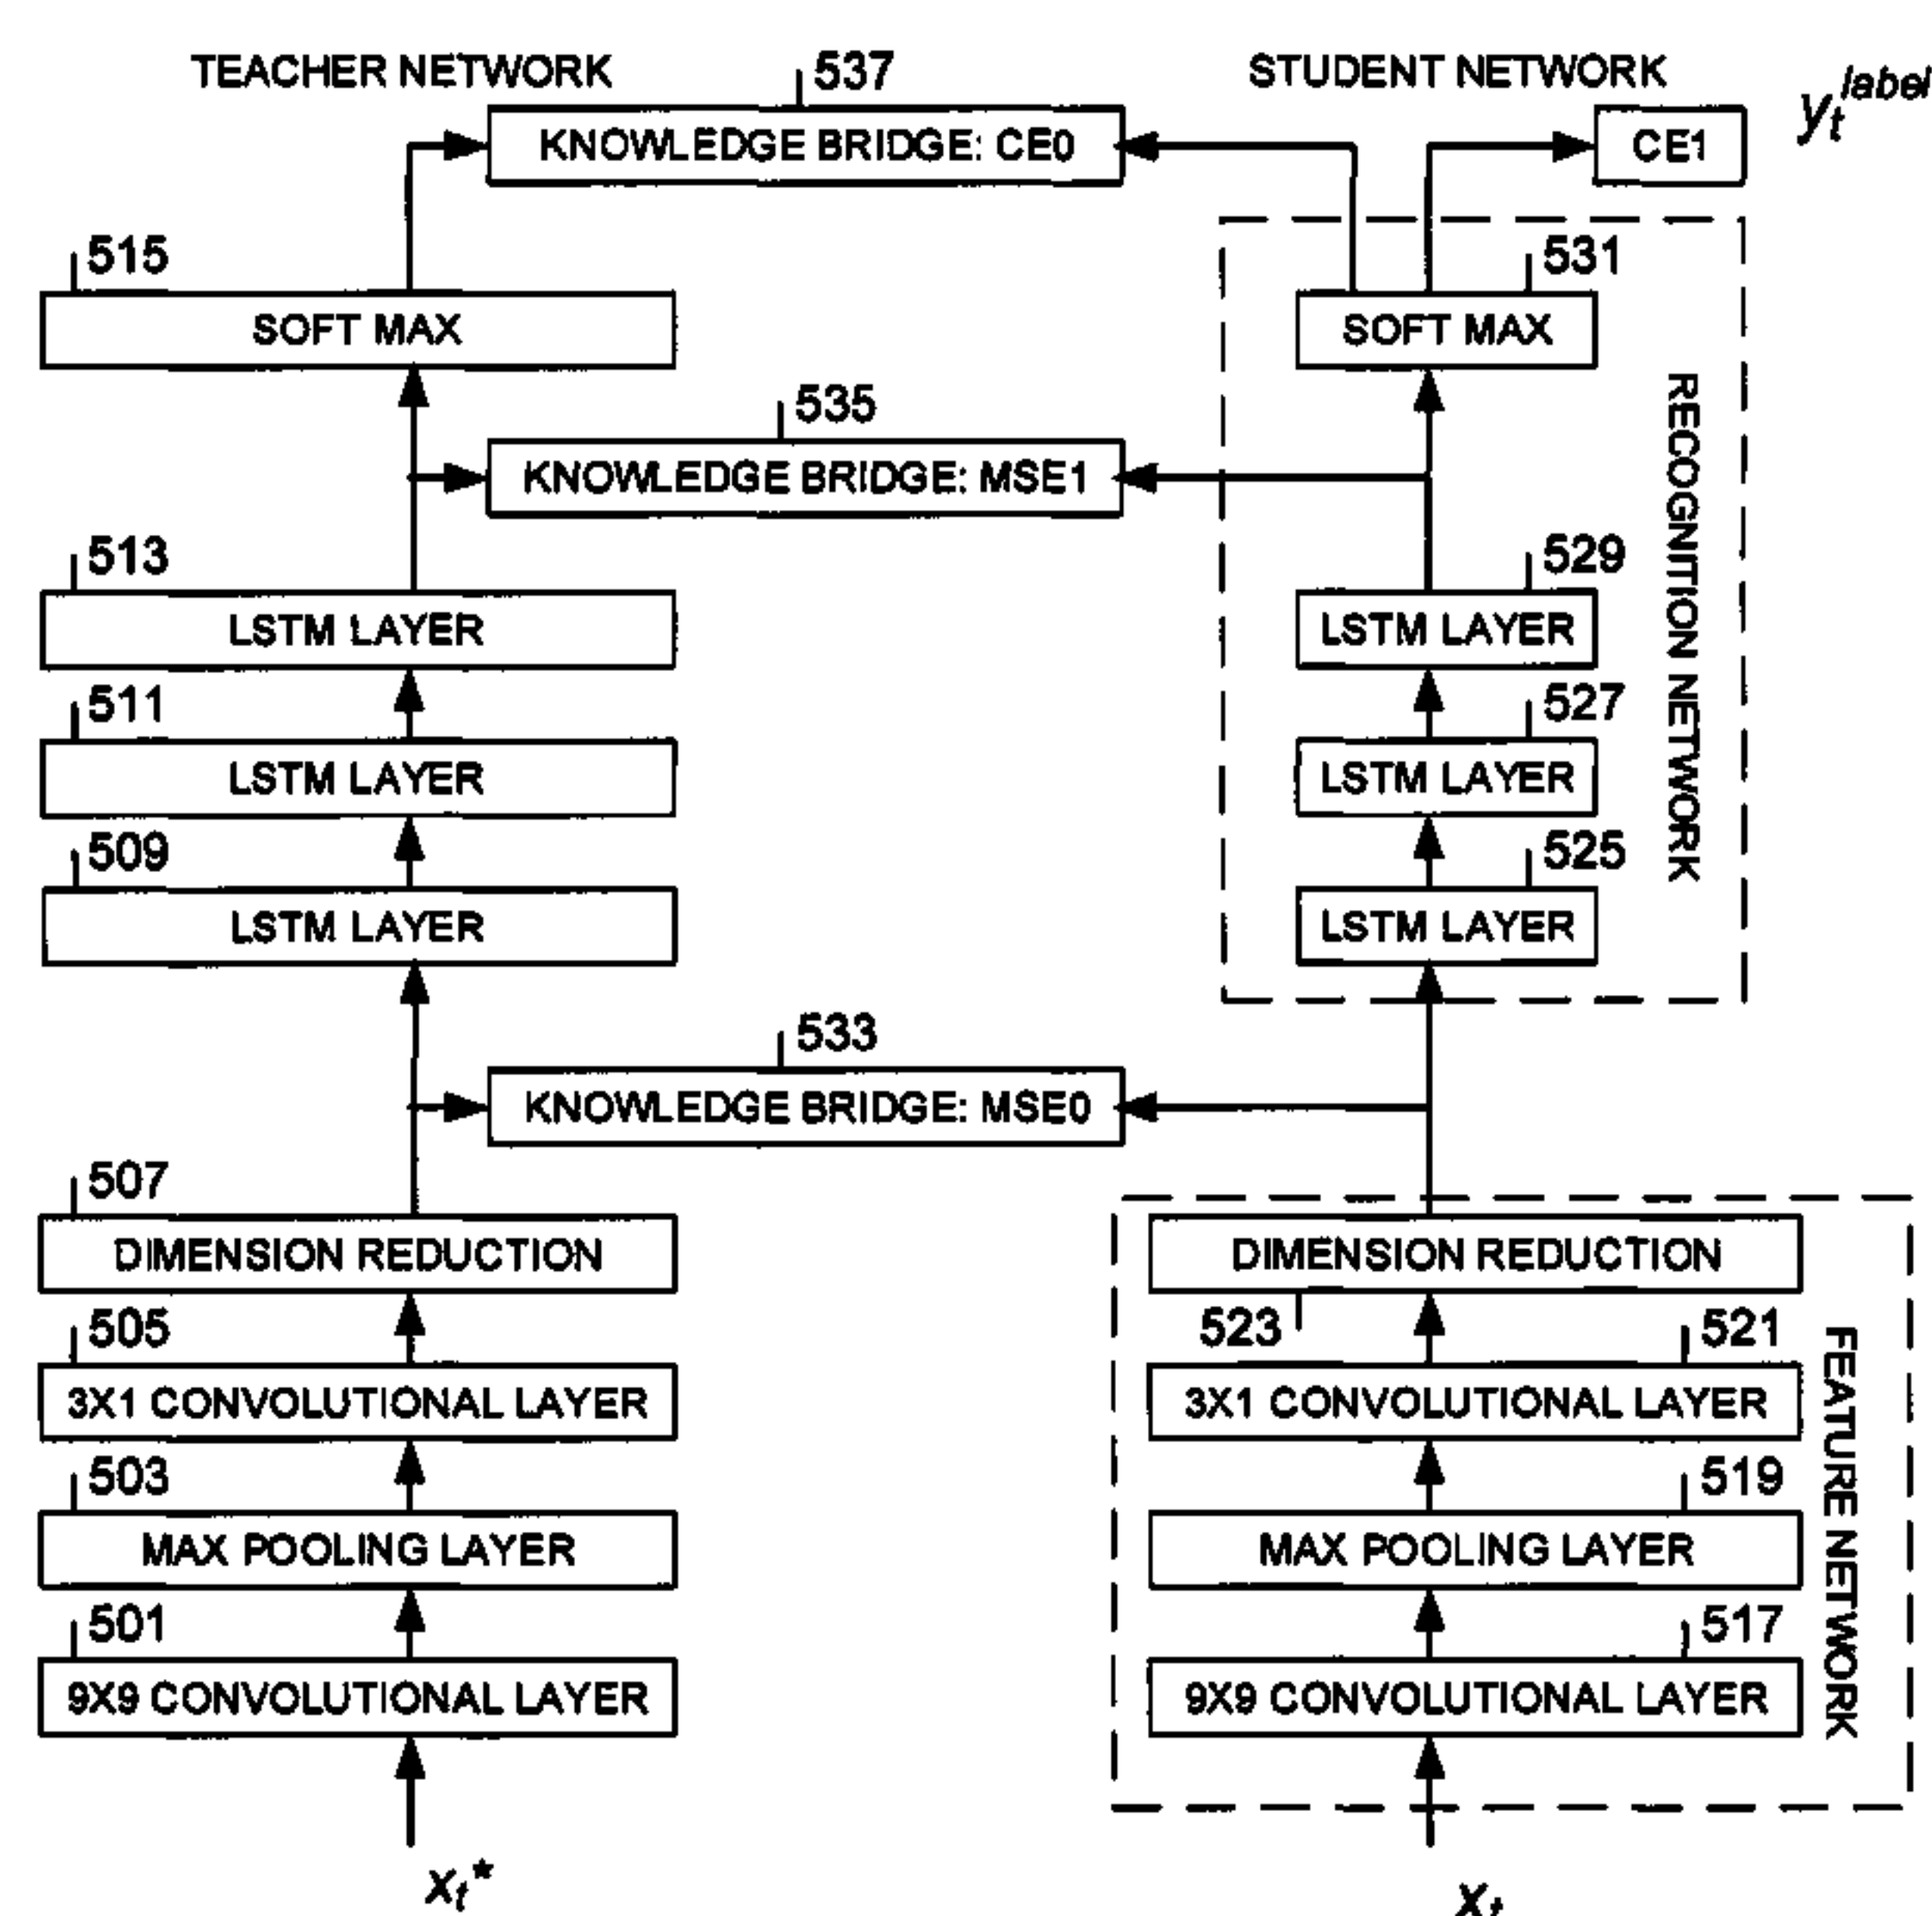 TEACHER NETWORK
537
STUDENT NETWORK
y_t^label
KNOWLEDGE BRIDGE: CE0
CE1
515
531
SOFT MAX
SOFT MAX
535
KNOWLEDGE BRIDGE: MSE1
RECOGNITION NETWORK
513
529
LSTM LAYER
LSTM LAYER
511
527
LSTM LAYER
LSTM LAYER
509
525
LSTM LAYER
LSTM LAYER
533
KNOWLEDGE BRIDGE: MSE0
507
DIMENSION REDUCTION
DIMENSION REDUCTION
505
523
521
3X1 CONVOLUTIONAL LAYER
3X1 CONVOLUTIONAL LAYER
FEATURE NETWORK
503
519
MAX POOLING LAYER
MAX POOLING LAYER
501
517
9X9 CONVOLUTIONAL LAYER
9X9 CONVOLUTIONAL LAYER
x_t*
x_t